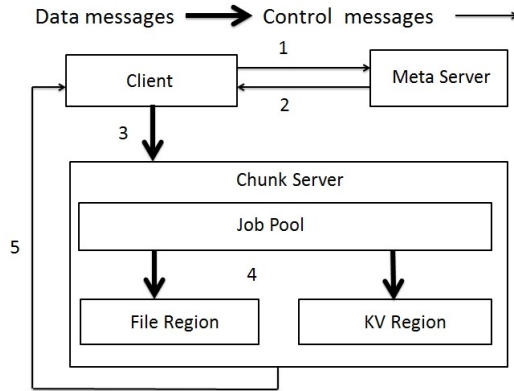 Data messages
Control messages
1
Client
Meta Server
2
3
Chunk Server
Job Pool
5
4
File Region
KV Region